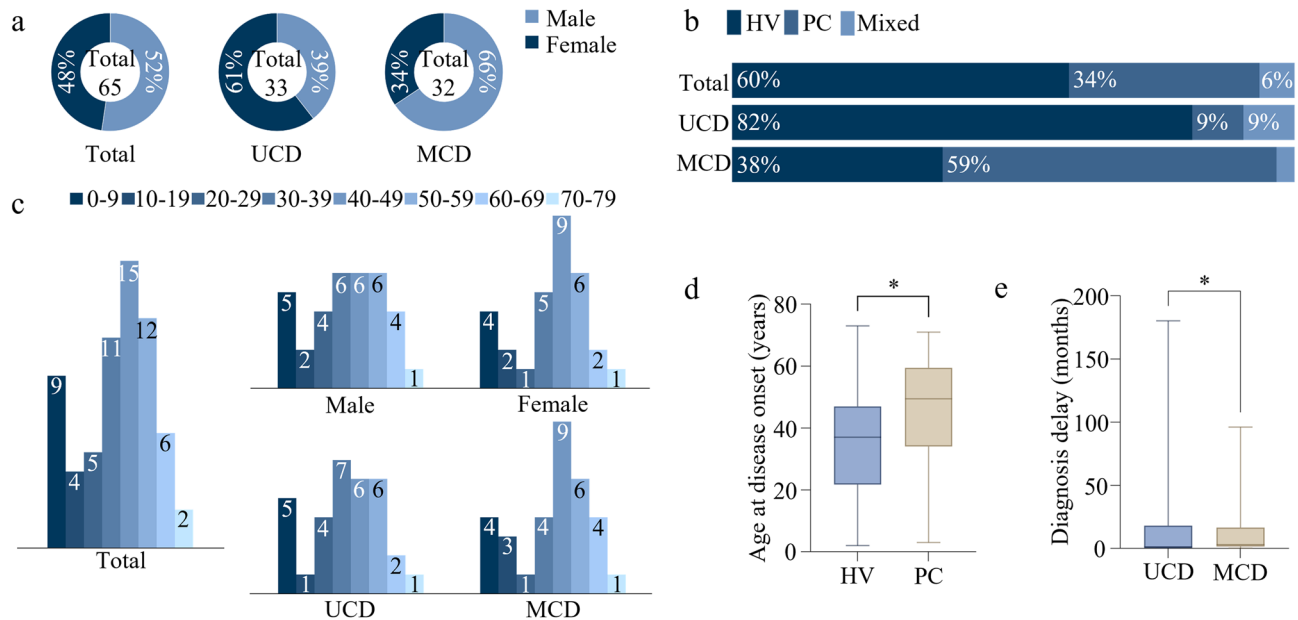 a
Male
Female
48%
Total
65
52%
61%
Total
33
39%
34%
Total
32
66%
Total
UCD
MCD
b
HV PC Mixed
Total 60% 34% 6%
UCD 82% 9% 9%
MCD 38% 59%
c
0-9 10-19 20-29 30-39 40-49 50-59 60-69 70-79
9 4 5 11 15 12 6 2
Total
5 2 4 6 6 6 4 1
Male
4 2 1 5 9 6 2 1
Female
5 1 4 7 6 6 2 1
UCD
4 3 1 4 9 6 4 1
MCD
d
Age at disease onset (years)
80
60
40
20
0
*
HV PC
e
Diagnosis delay (months)
200
150
100
50
0
*
UCD MCD